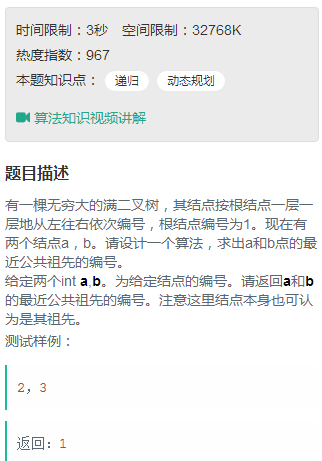 时间限制：3秒 空间限制：32768K
热度指数：967
本题知识点： 递归 动态规划
算法知识视频讲解
题目描述
有一棵无穷大的满二叉树，其结点按根结点一层一
层地从左往右依次编号，根结点编号为1。现在有
两个结点a，b。请设计一个算法，求出a和b点的最
近公共祖先的编号。
给定两个int a,b。为给定结点的编号。请返回a和b
的最近公共祖先的编号。注意这里结点本身也可认
为是其祖先。
测试样例：
2，3
返回：1